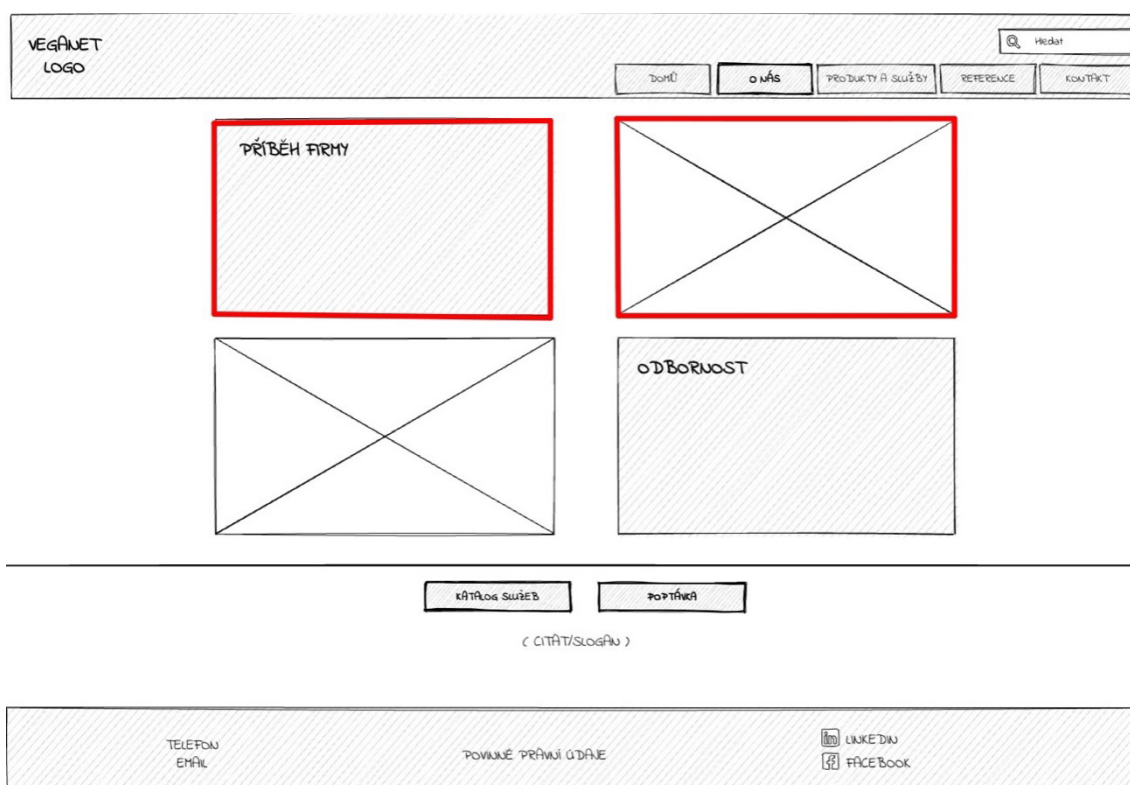 VEGANET
LOGO
Hledat
DOMŮ
O NÁS
PRODUKTY A SLUŽBY
REFERENCE
KONTAKT
PŘÍBĚH FIRMY
ODBORNOST
KATALOG SLUŽEB
POPTÁVKA
( CITÁT/SLOGAN )
TELEFON
EMAIL
POVINNÉ PRÁVNÍ ÚDAJE
in LINKEDIN
f FACEBOOK